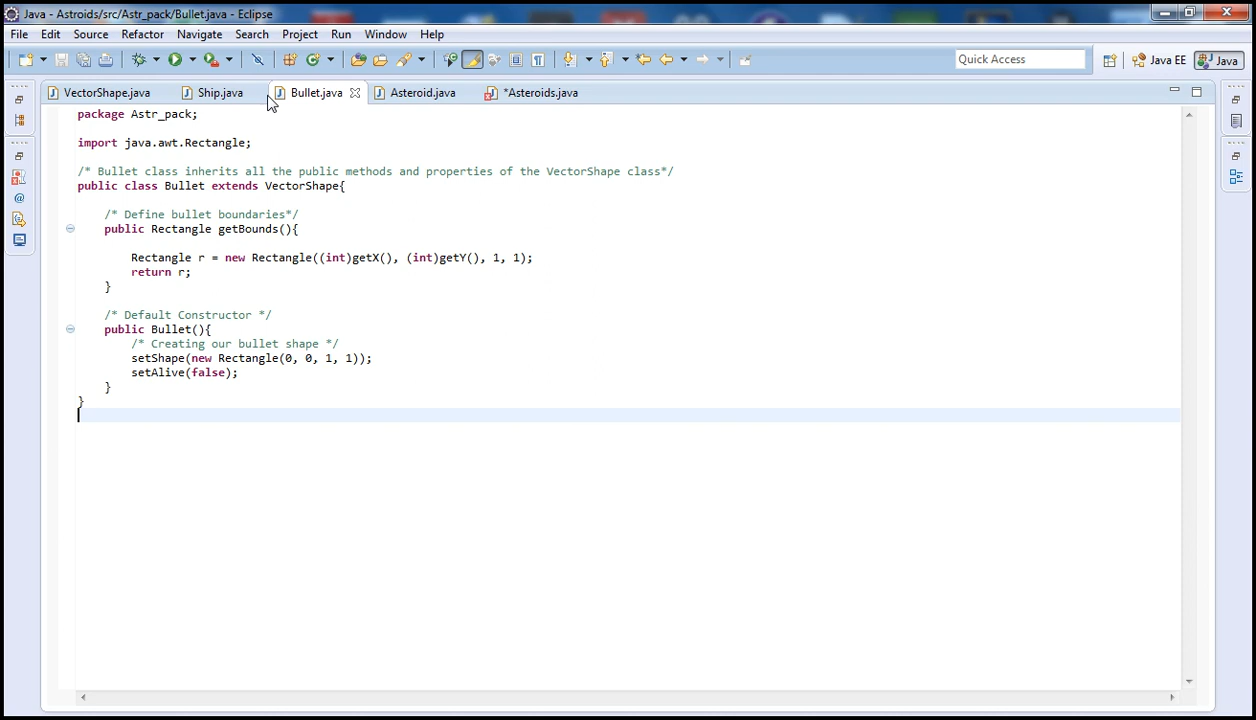 Java - Astroids/src/Astr_pack/Bullet.java - Eclipse
File Edit Source Refactor Navigate Search Project Run Window Help
Quick Access Java EE Java
VectorShape.java Ship.java Bullet.java Asteroid.java *Asteroids.java
package Astr_pack;
import java.awt.Rectangle;
/* Bullet class inherits all the public methods and properties of the VectorShape class*/
public class Bullet extends VectorShape{
/* Define bullet boundaries*/
public Rectangle getBounds(){
Rectangle r = new Rectangle((int)getX(), (int)getY(), 1, 1);
return r;
}
/* Default Constructor */
public Bullet(){
/* Creating our bullet shape */
setShape(new Rectangle(0, 0, 1, 1));
setAlive(false);
}
}